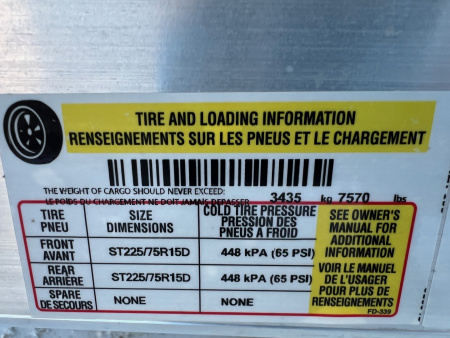 TIRE AND LOADING INFORMATION
RENSEIGNEMENTS SUR LES PNEUS ET LE CHARGEMENT
THE WEIGHT OF CARGO SHOULD NEVER EXCEED: 3435 kg 7570 lbs
LE POIDS DU CHARGEMENT NE DOIT JAMAIS DEPASSER
TIRE PNEU
SIZE DIMENSIONS
COLD TIRE PRESSURE
PRESSION DES
PNEUS A FROID
FRONT AVANT
ST225/75R15D
448 kPA (65 PSI)
REAR ARRIÈRE
ST225/75R15D
448 kPA (65 PSI)
SPARE DE SECOURS
NONE
NONE
SEE OWNER'S
MANUAL FOR
ADDITIONAL
INFORMATION
VOIR LE MANUEL
DE L'USAGER
POUR PLUS DE
RENSEIGNEMENTS
FD-339